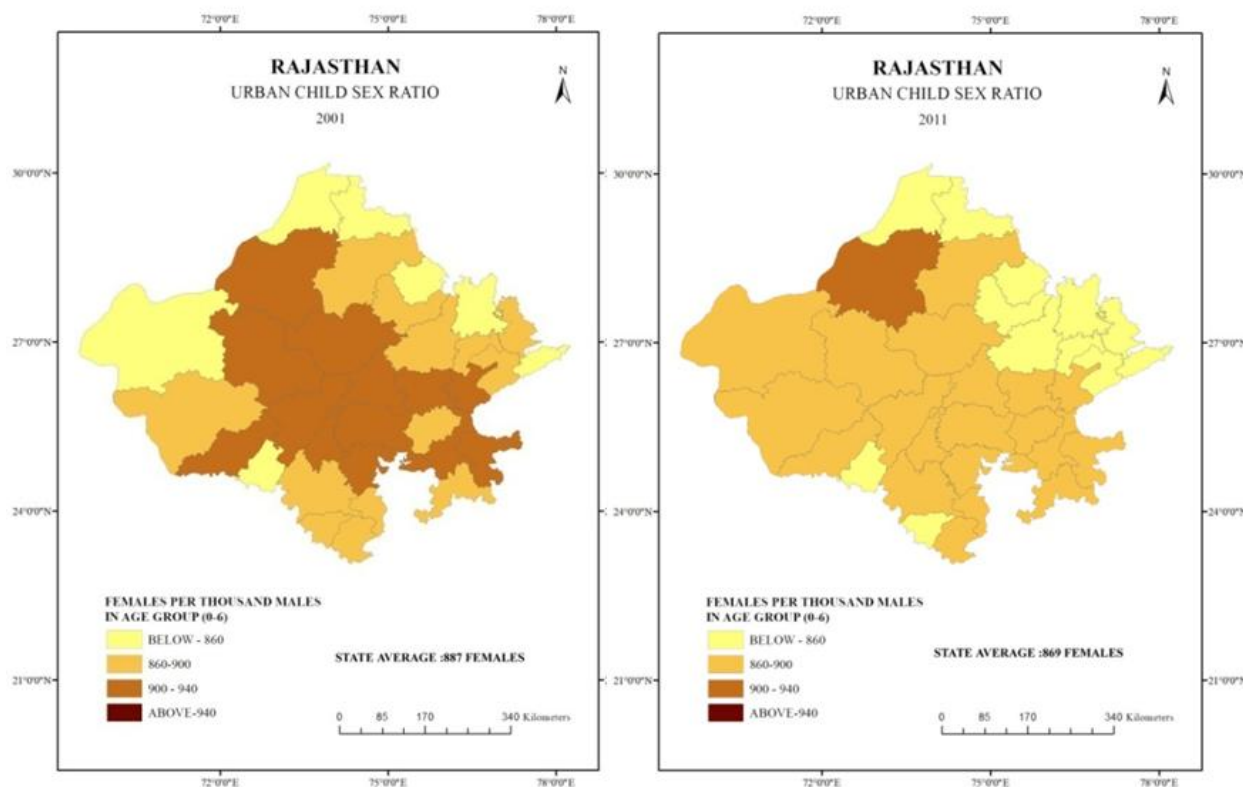 72°0'0"E 75°0'0"E 78°0'0"E
RAJASTHAN
URBAN CHILD SEX RATIO
2001
N
30°0'0"N
27°0'0"N
24°0'0"N
21°0'0"N
FEMALES PER THOUSAND MALES
IN AGE GROUP (0-6)
BELOW - 860
860-900
900 - 940
ABOVE-940
STATE AVERAGE :887 FEMALES
0 85 170 340 Kilometers
72°0'0"E 75°0'0"E 78°0'0"E
72°0'0"E 75°0'0"E 78°0'0"E
RAJASTHAN
URBAN CHILD SEX RATIO
2011
N
30°0'0"N 30°0'0"N
27°0'0"N
24°0'0"N 24°0'0"N
21°0'0"N
FEMALES PER THOUSAND MALES
IN AGE GROUP (0-6)
BELOW - 860
860-900
900 - 940
ABOVE-940
STATE AVERAGE :869 FEMALES
0 85 170 340 Kilometers
72°0'0"E 75°0'0"E 78°0'0"E